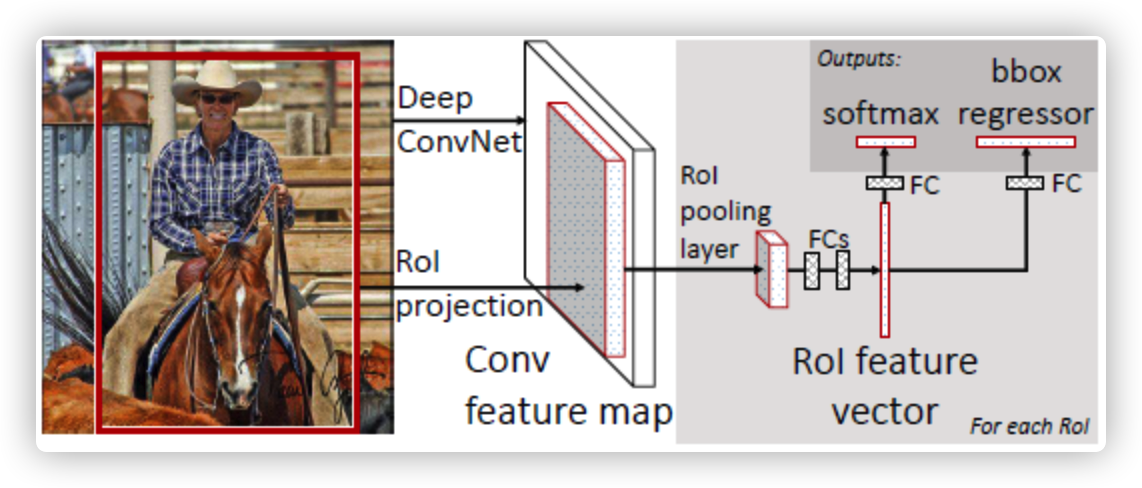 Deep
ConvNet
RoI
projection
Conv
feature map
RoI
pooling
layer
FCs
Outputs:
softmax
bbox
regressor
FC
FC
RoI feature
vector
For each RoI